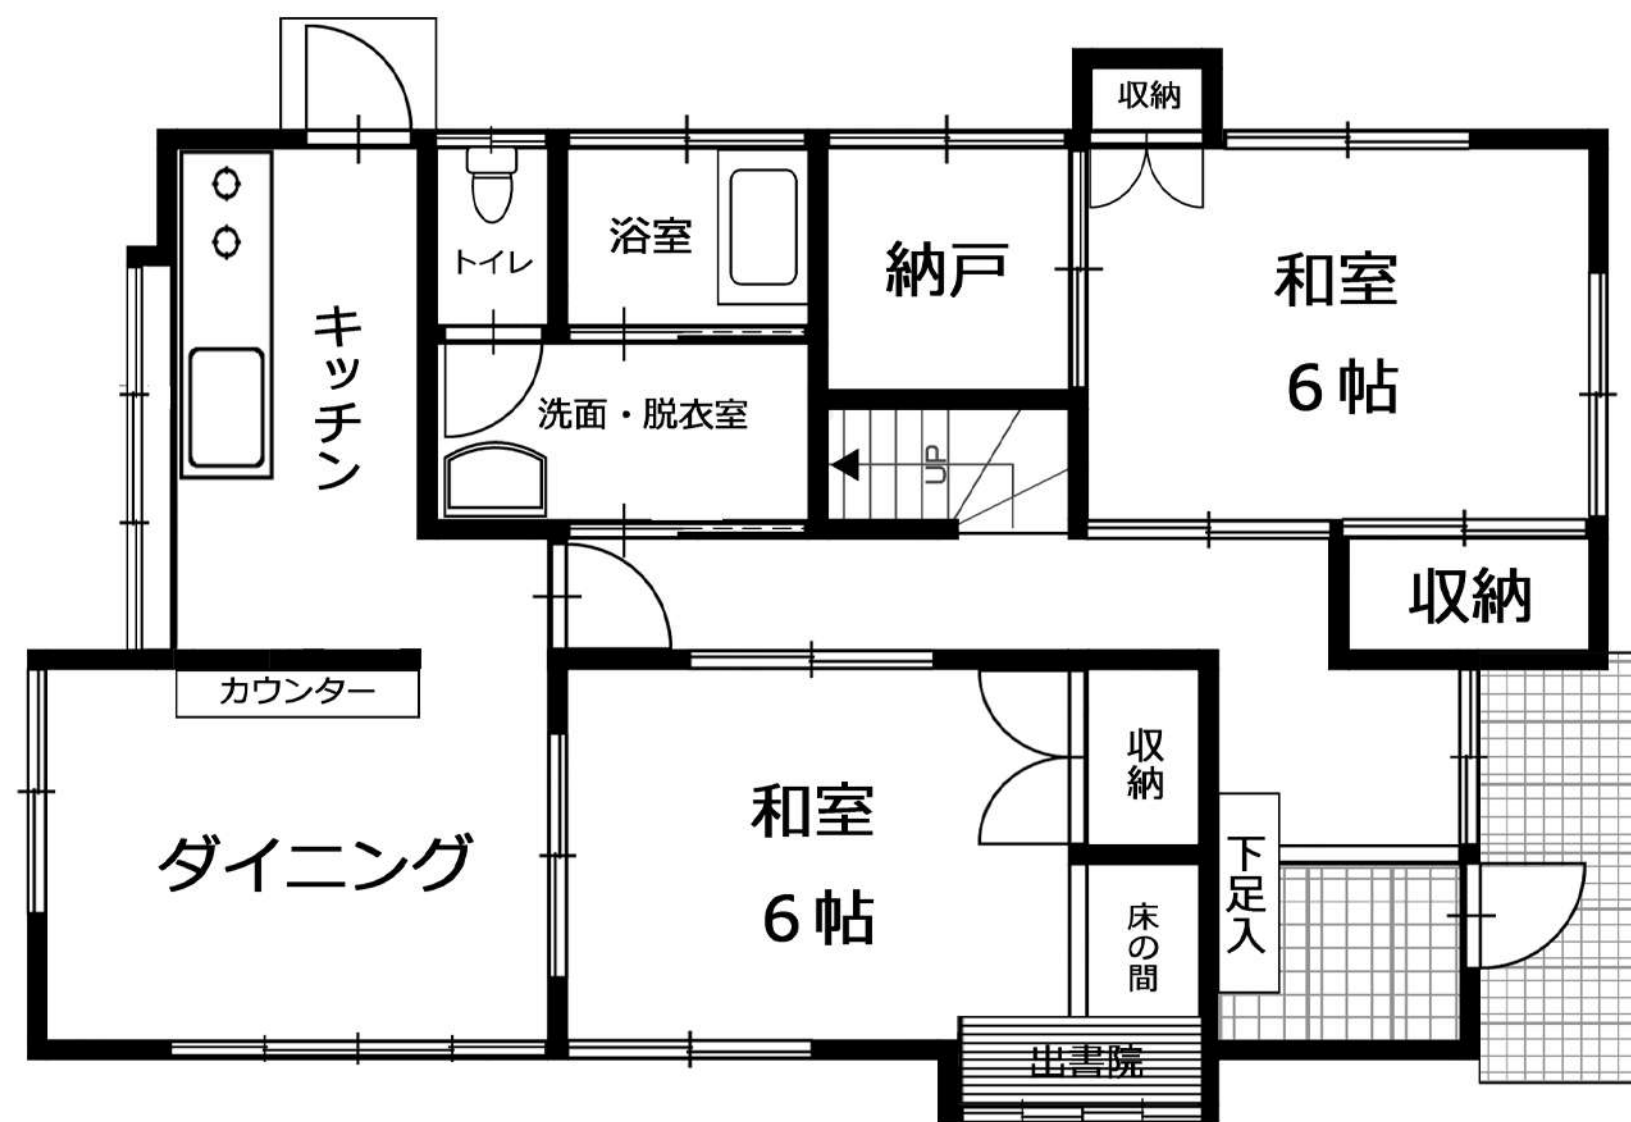 収納
浴室
トイレ
納戸
和室
6帖
キッチン
洗面・脱衣室
UP
収納
カウンター
ダイニング
和室
6帖
収納
床の間
下足入
出書院